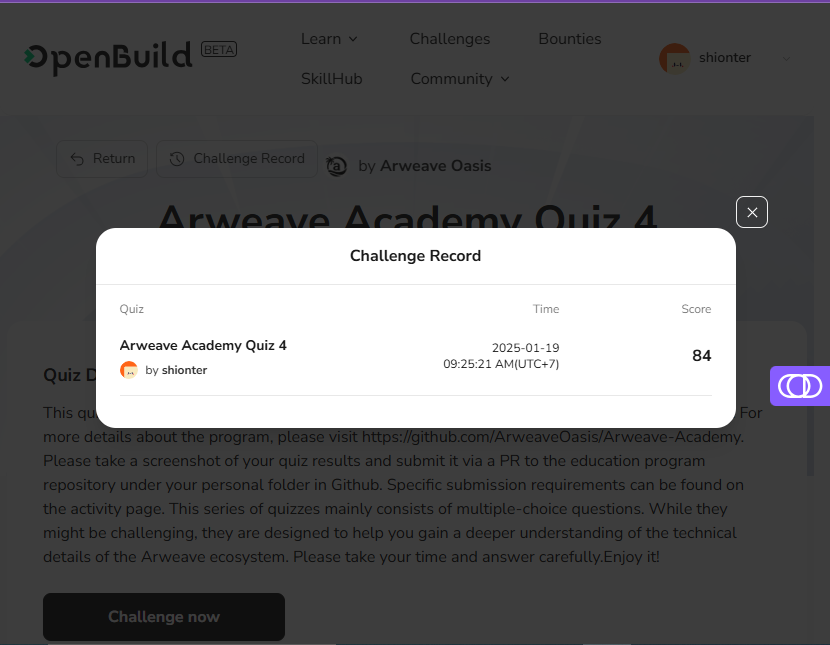 OpenBuild BETA
Learn Challenges Bounties
shionter
SkillHub Community
Return Challenge Record by Arweave Oasis
Arweave Academy Quiz 4
Challenge Record
Quiz Time Score
Arweave Academy Quiz 4
by shionter
2025-01-19
09:25:21 AM(UTC+7)
84
Quiz D
This qu For
more details about the program, please visit https://github.com/ArweaveOasis/Arweave-Academy.
Please take a screenshot of your quiz results and submit it via a PR to the education program
repository under your personal folder in Github. Specific submission requirements can be found on
the activity page. This series of quizzes mainly consists of multiple-choice questions. While they
might be challenging, they are designed to help you gain a deeper understanding of the technical
details of the Arweave ecosystem. Please take your time and answer carefully.Enjoy it!
Challenge now